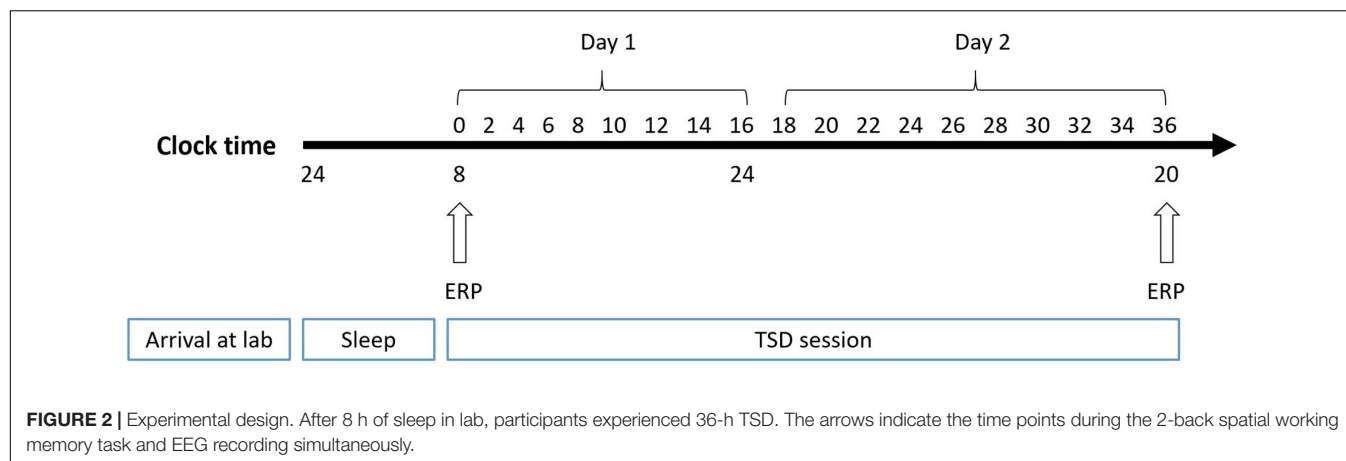 Day 1 Day 2
0 2 4 6 8 10 12 14 16 18 20 22 24 26 28 30 32 34 36
Clock time
24 8 24 20
ERP ERP
Arrival at lab Sleep TSD session
FIGURE 2 | Experimental design. After 8 h of sleep in lab, participants experienced 36-h TSD. The arrows indicate the time points during the 2-back spatial working
memory task and EEG recording simultaneously.